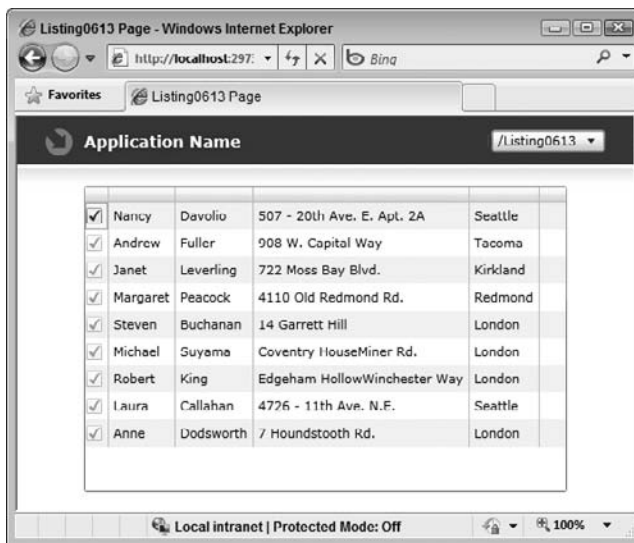 Listing0613 Page - Windows Internet Explorer
http://localhost:297
Bing
Favorites
Listing0613 Page
Application Name
/Listing0613
Nancy Davolio 507 - 20th Ave. E. Apt. 2A Seattle
Andrew Fuller 908 W. Capital Way Tacoma
Janet Leverling 722 Moss Bay Blvd. Kirkland
Margaret Peacock 4110 Old Redmond Rd. Redmond
Steven Buchanan 14 Garrett Hill London
Michael Suyama Coventry HouseMiner Rd. London
Robert King Edgeham HollowWinchester Way London
Laura Callahan 4726 - 11th Ave. N.E. Seattle
Anne Dodsworth 7 Houndstooth Rd. London
Local intranet | Protected Mode: Off
100%